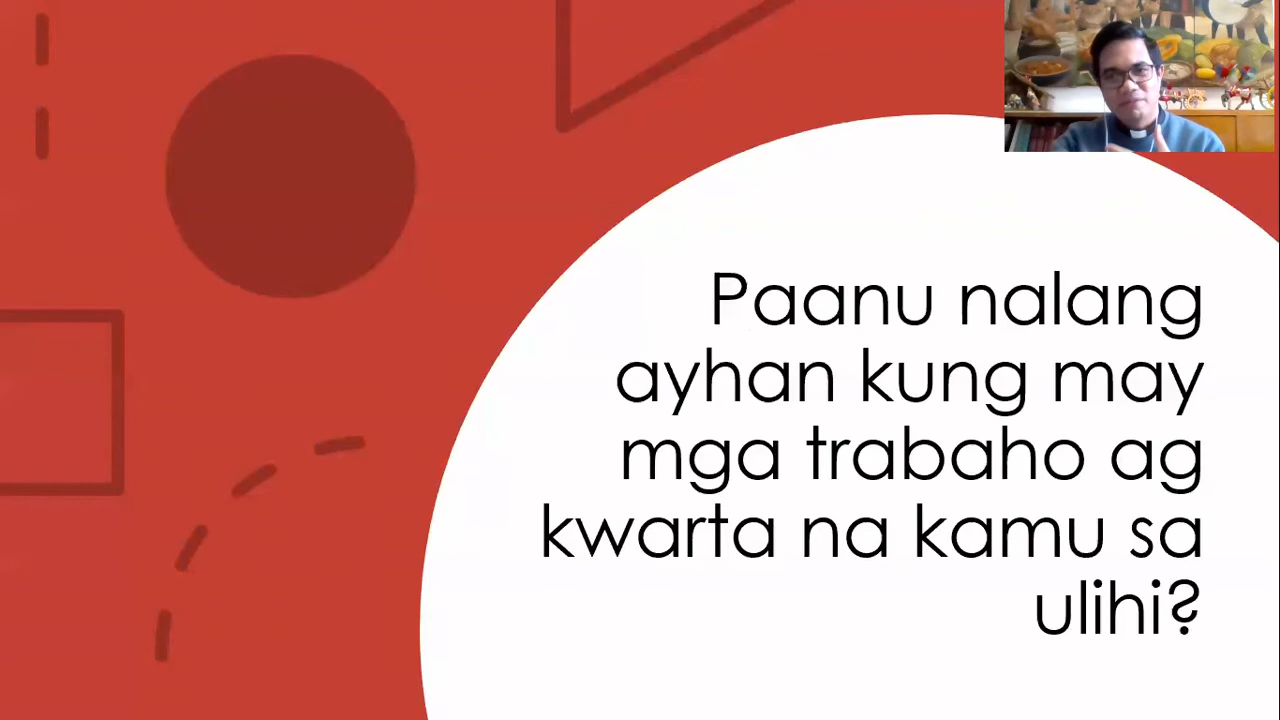 Paanu nalang
ayhan kung may
mga trabaho ag
kwarta na kamu sa
ulihi?